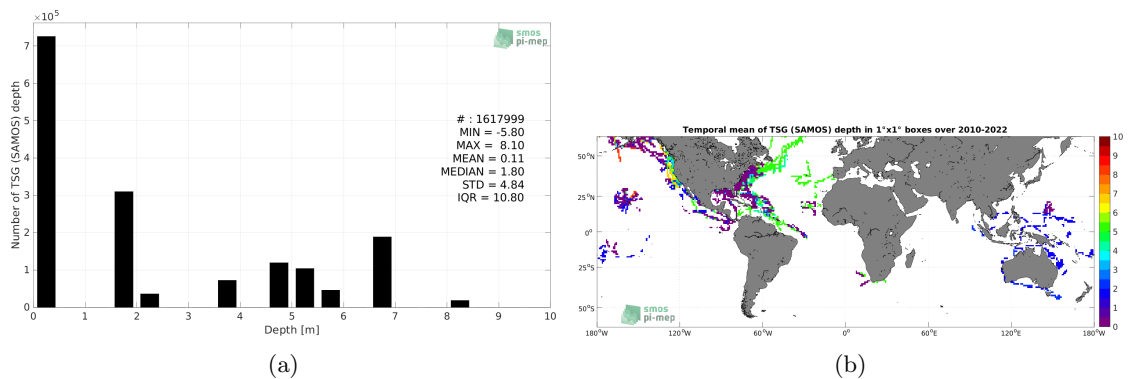 ×10⁵
smos
pi-mep
7
6
5
4
3
2
1
0
Number of TSG (SAMOS) depth
# : 1617999
MIN = -5.80
MAX = 8.10
MEAN = 0.11
MEDIAN = 1.80
STD = 4.84
IQR = 10.80
0 1 2 3 4 5 6 7 8 9 10
Depth [m]
(a)
Temporal mean of TSG (SAMOS) depth in 1°x1° boxes over 2010-2022
50°N
25°N
0°
25°S
50°S
180°W 120°W 60°W 0° 60°E 120°E 180°W
smos
pi-mep
10
9
8
7
6
5
4
3
2
1
0
(b)